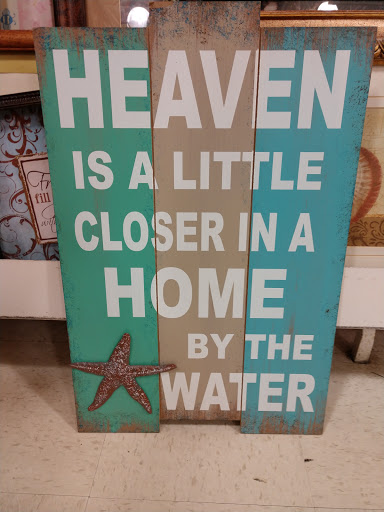 HEAVEN
IS A LITTLE
CLOSER IN A
HOME
BY THE
WATER